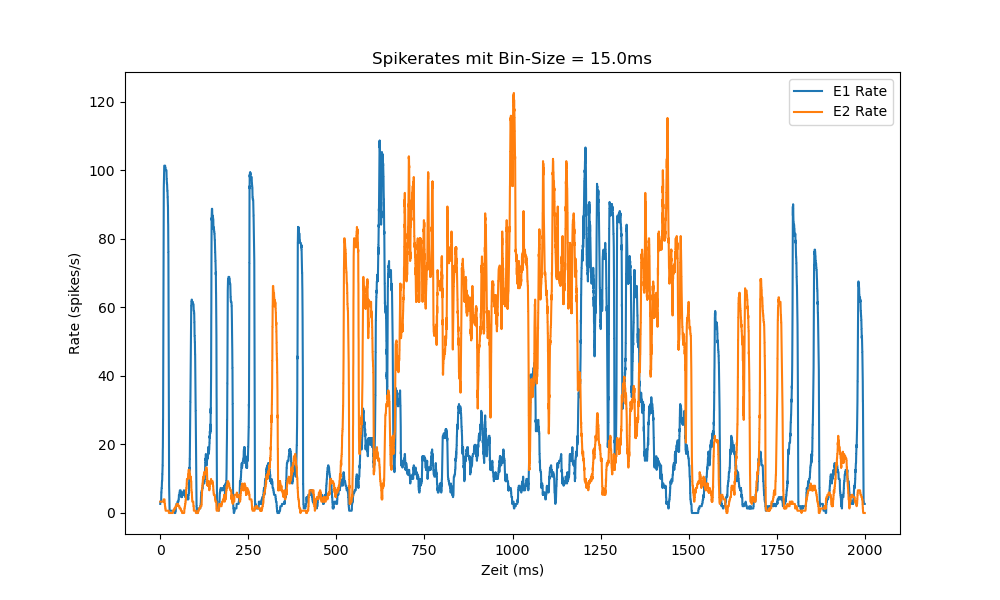 Spikerates mit Bin-Size = 15.0ms
E1 Rate
E2 Rate
Rate (spikes/s)
120
100
80
60
40
20
0
0 250 500 750 1000 1250 1500 1750 2000
Zeit (ms)